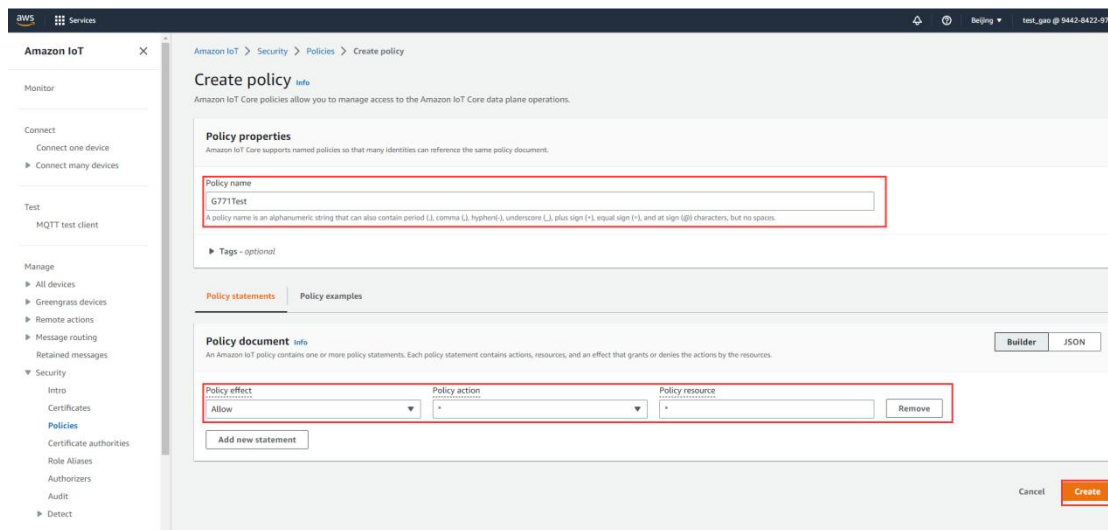 aws
Services
Beijing
test_gao @ 9442-8422-97
Amazon IoT
Monitor
Connect
Connect one device
Connect many devices
Test
MQTT test client
Manage
All devices
Greengrass devices
Remote actions
Message routing
Retained messages
Security
Intro
Certificates
Policies
Certificate authorities
Role Aliases
Authorizers
Audit
Detect
Amazon IoT > Security > Policies > Create policy
Create policy Info
Amazon IoT Core policies allow you to manage access to the Amazon IoT Core data plane operations.
Policy properties
Amazon IoT Core supports named policies so that many identities can reference the same policy document.
Policy name
G771Test
A policy name is an alphanumeric string that can also contain period (.), comma (,), hyphen(-), underscore (_), plus sign (+), equal sign (=), and at sign (@) characters, but no spaces.
Tags - optional
Policy statements Policy examples
Policy document Info
An Amazon IoT policy contains one or more policy statements. Each policy statement contains actions, resources, and an effect that grants or denies the actions by the resources.
Builder JSON
Policy effect Policy action Policy resource
Allow * * Remove
Add new statement
Cancel Create